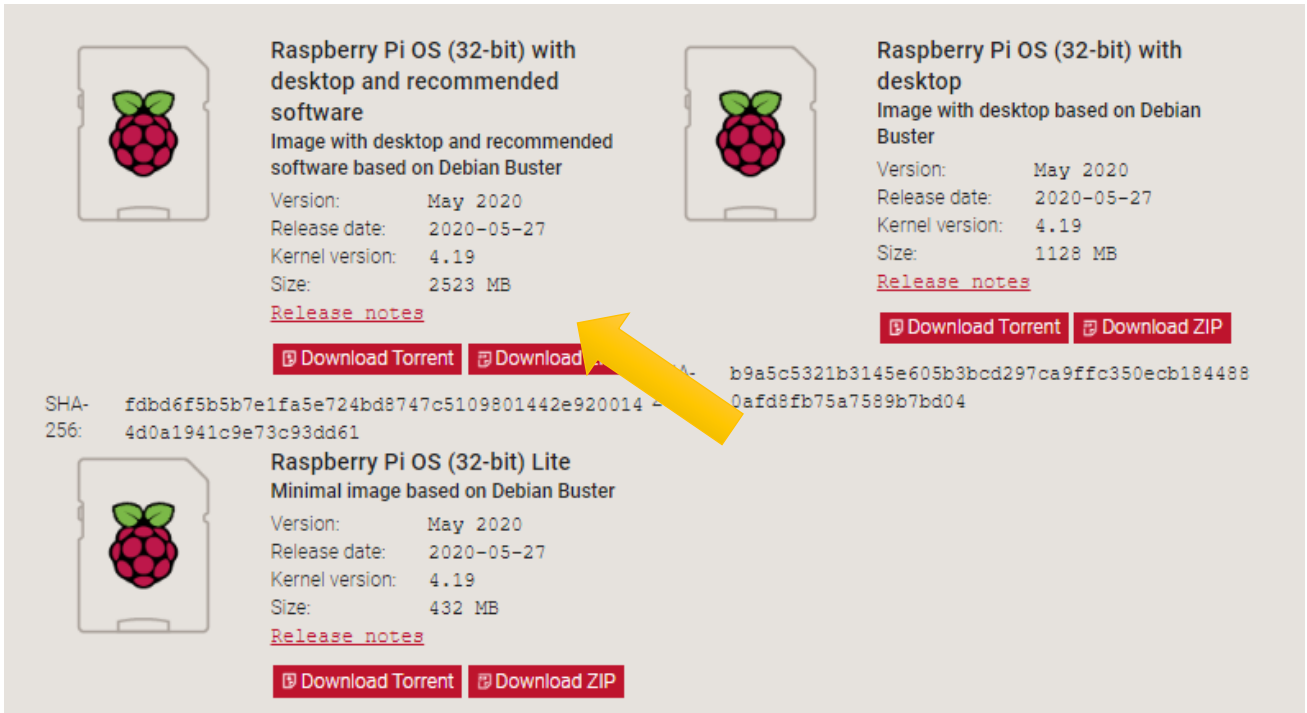 Raspberry Pi OS (32-bit) with
desktop and recommended
software
Image with desktop and recommended
software based on Debian Buster
Version: May 2020
Release date: 2020-05-27
Kernel version: 4.19
Size: 2523 MB
Release notes
Download Torrent Download
SHA- fdbd6f5b5b7e1fa5e724bd8747c5109801442e920014
256: 4d0a1941c9e73c93dd61
Raspberry Pi OS (32-bit) with
desktop
Image with desktop based on Debian
Buster
Version: May 2020
Release date: 2020-05-27
Kernel version: 4.19
Size: 1128 MB
Release notes
Download Torrent Download ZIP
b9a5c5321b3145e605b3bcd297ca9ffc350ecb184488
0afd8fb75a7589b7bd04
Raspberry Pi OS (32-bit) Lite
Minimal image based on Debian Buster
Version: May 2020
Release date: 2020-05-27
Kernel version: 4.19
Size: 432 MB
Release notes
Download Torrent Download ZIP